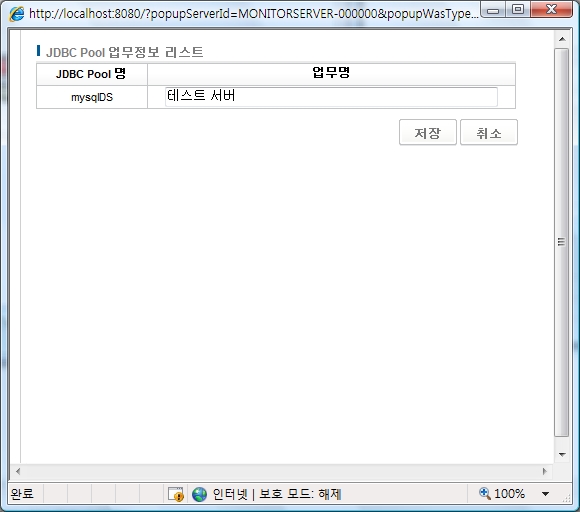 http://localhost:8080/?popupServerId=MONITORSERVER-000000&popupWasType...
JDBC Pool 업무정보 리스트
JDBC Pool 명 업무명
mysqlDS 테스트 서버
저장 취소
완료 인터넷 | 보호 모드: 해제 100%